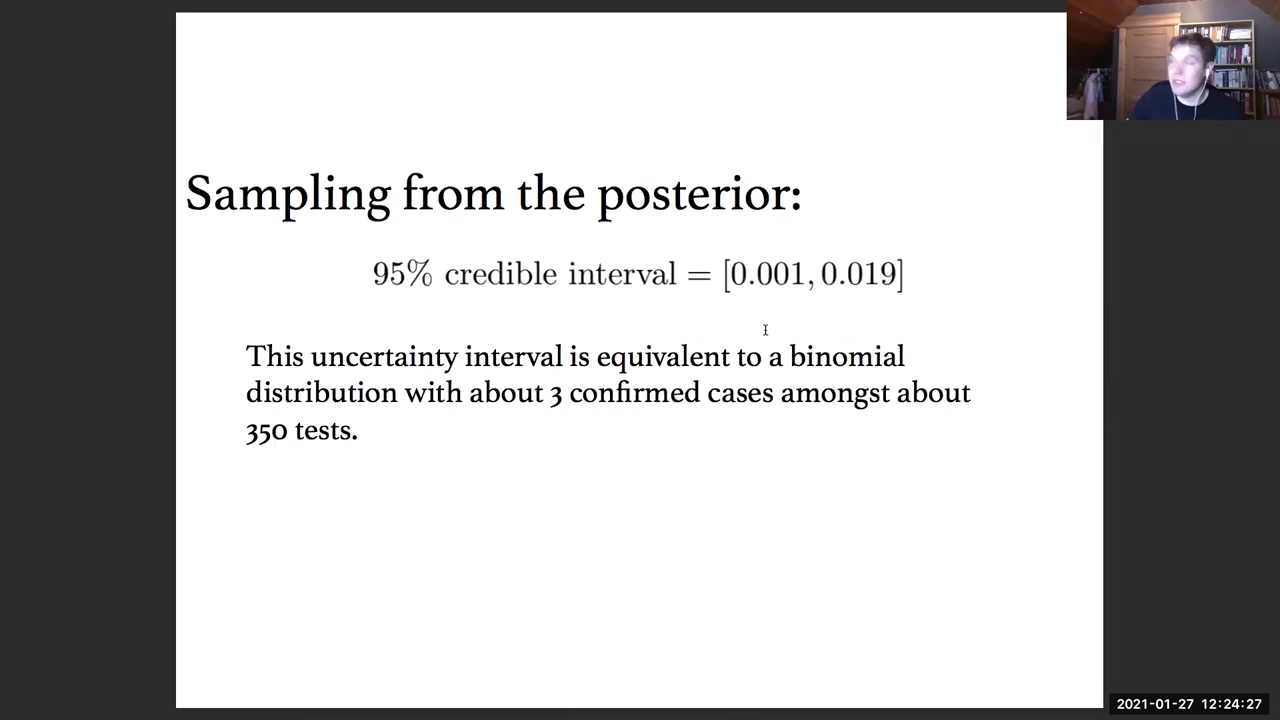 Sampling from the posterior:
95% credible interval = [0.001, 0.019]
This uncertainty interval is equivalent to a binomial
distribution with about 3 confirmed cases amongst about
350 tests.
2021-01-27 12:24:27